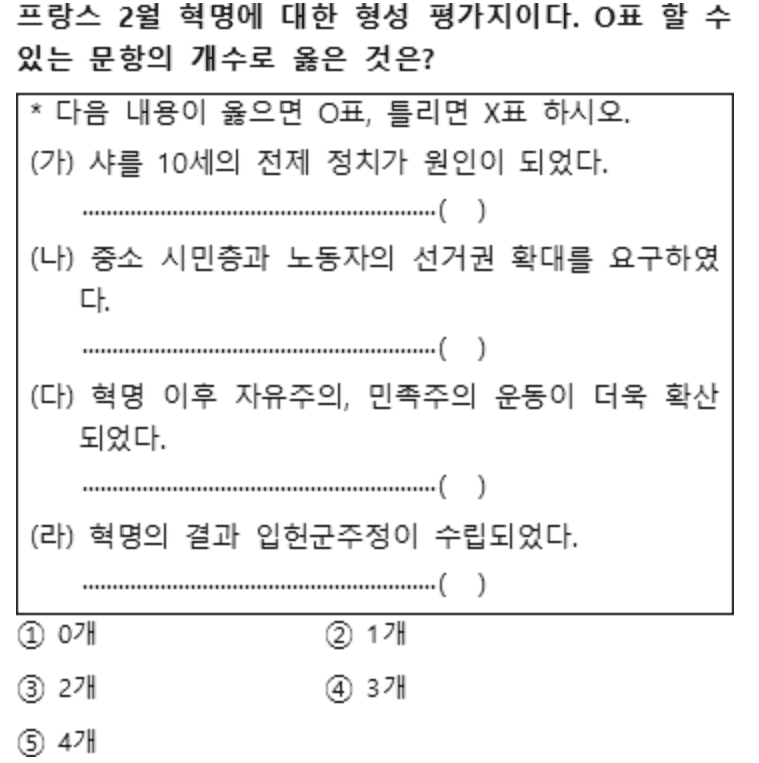 프랑스 2월 혁명에 대한 형성 평가지이다. O표 할 수
있는 문항의 개수로 옳은 것은?
* 다음 내용이 옳으면 O표, 틀리면 X표 하시오.
(가) 샤를 10세의 전제 정치가 원인이 되었다.
............................................................( )
(나) 중소 시민층과 노동자의 선거권 확대를 요구하였
다.
............................................................( )
(다) 혁명 이후 자유주의, 민족주의 운동이 더욱 확산
되었다.
............................................................( )
(라) 혁명의 결과 입헌군주정이 수립되었다.
............................................................( )
① 0개 ② 1개
③ 2개 ④ 3개
⑤ 4개